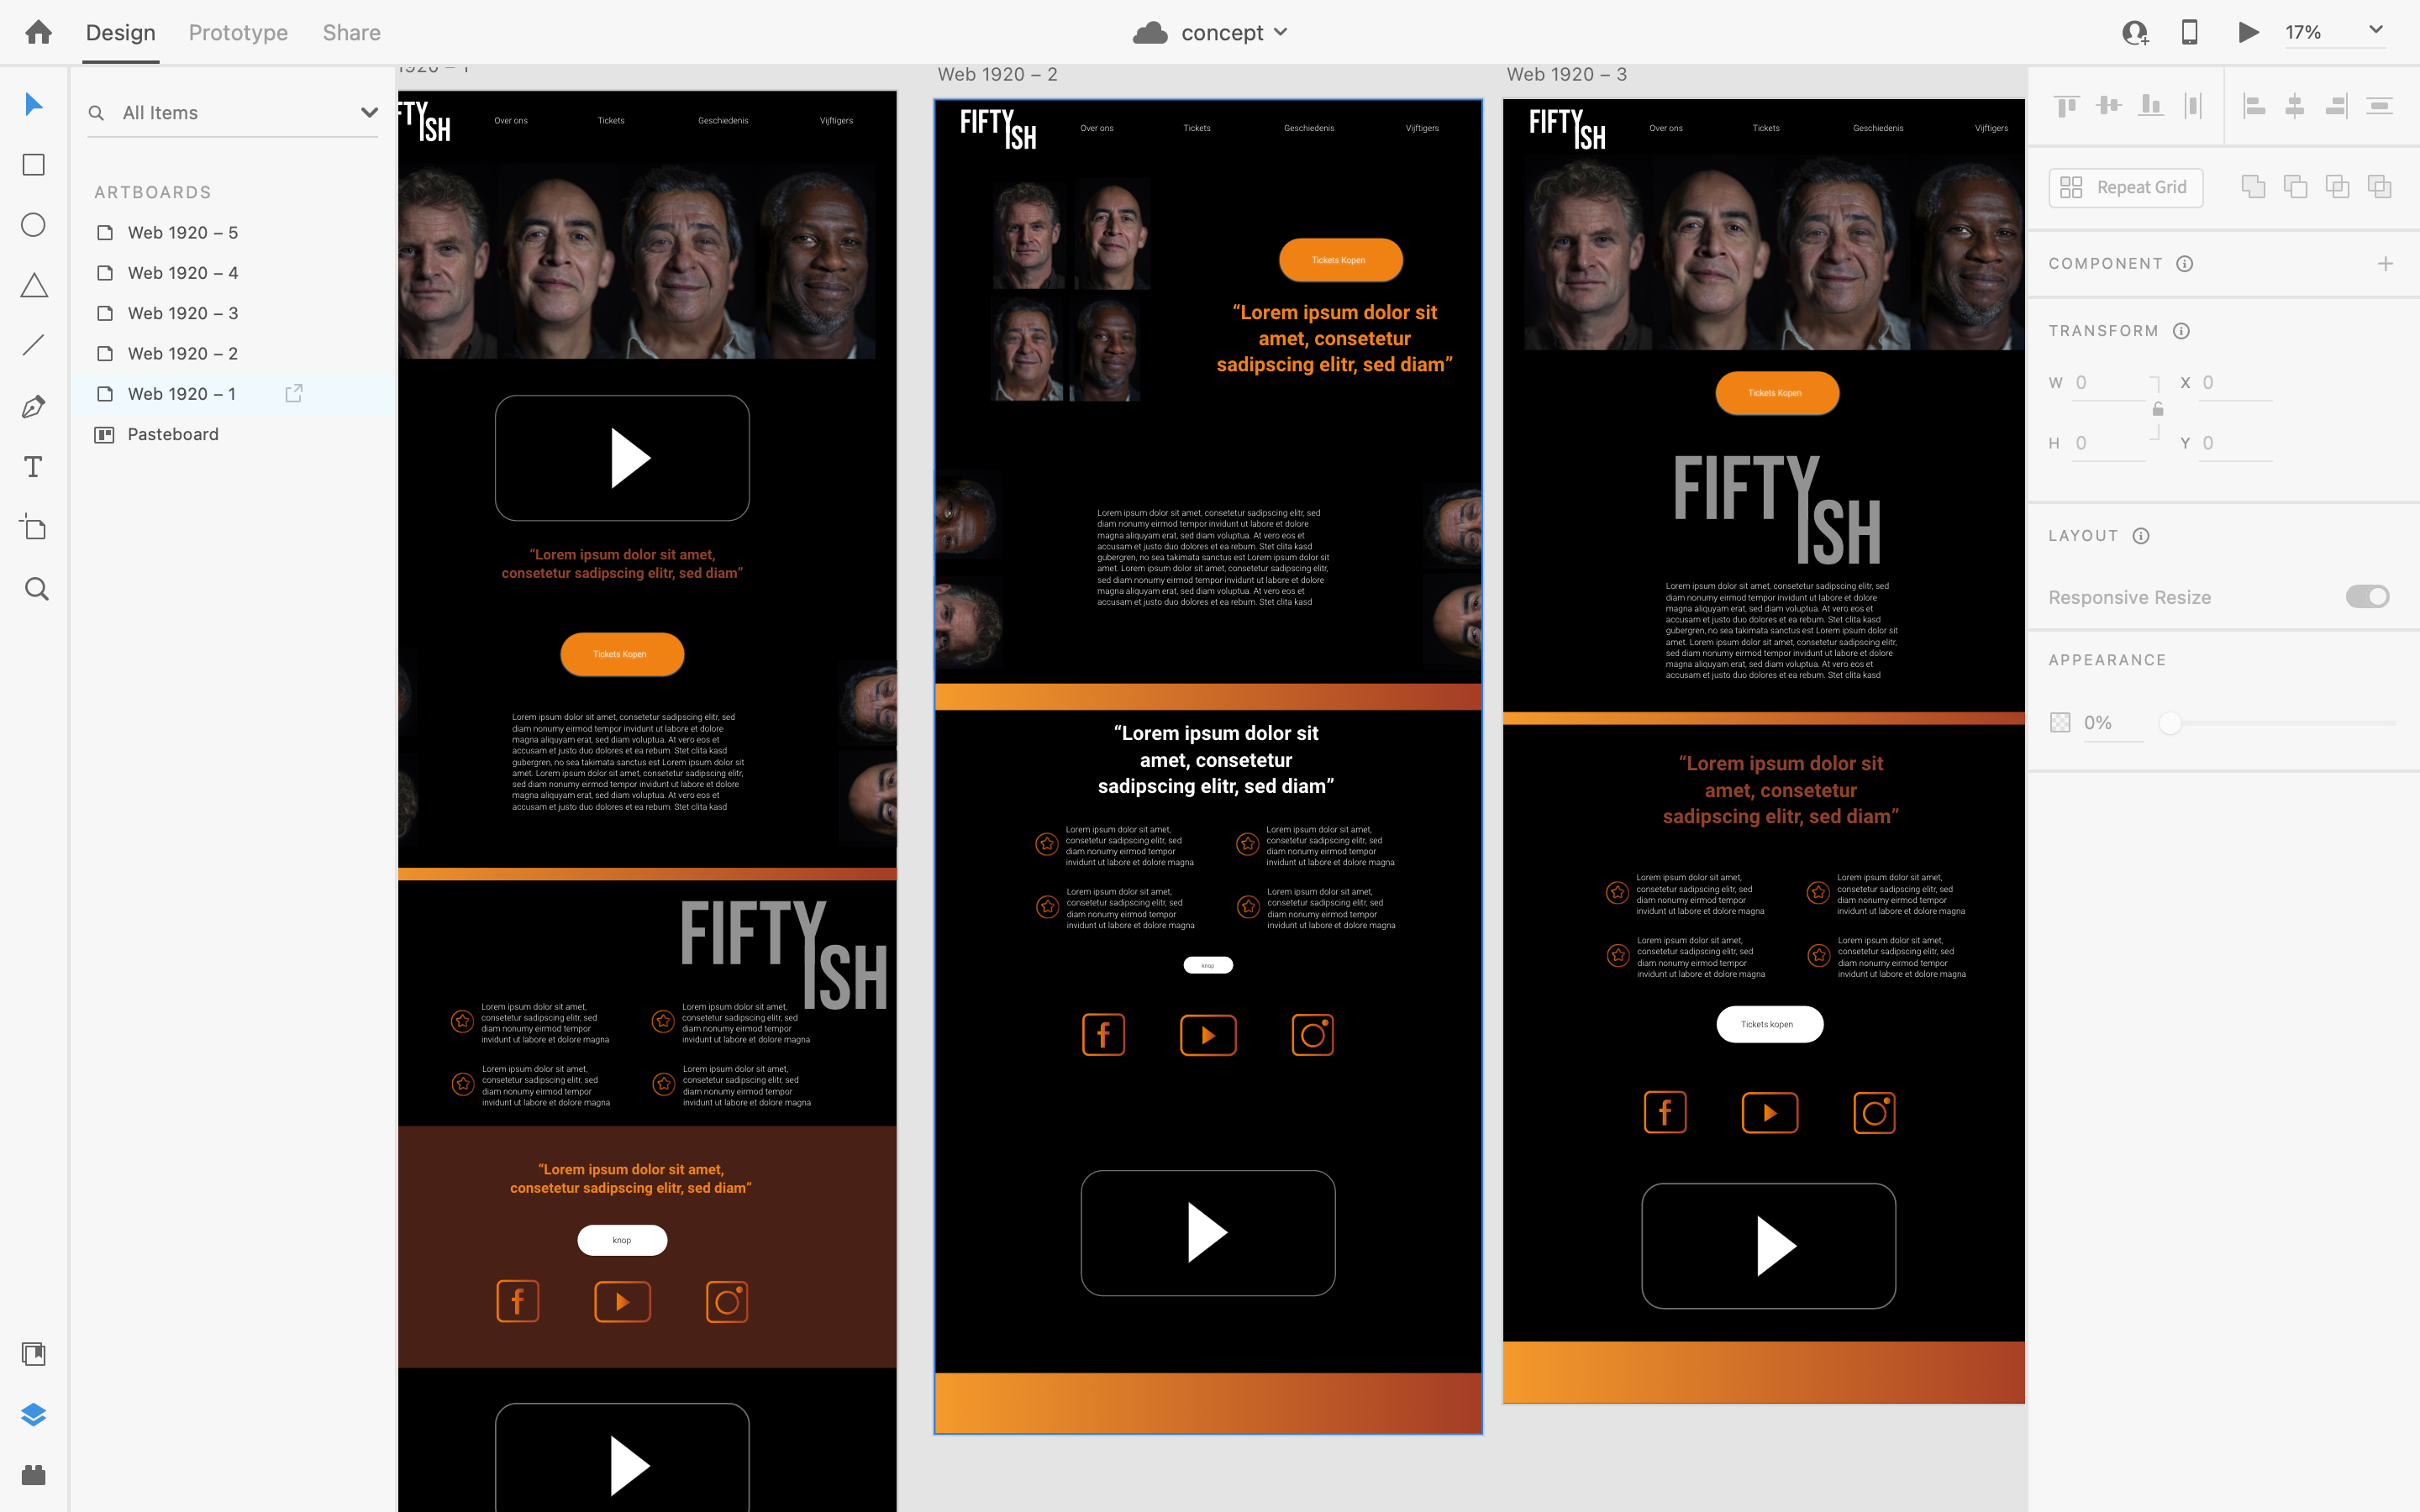 Design
Prototype
Share
concept
17%
All Items
ARTBOARDS
Web 1920 – 5
Web 1920 – 4
Web 1920 – 3
Web 1920 – 2
Web 1920 – 1
Pasteboard
1920 – 1
FTY
ISH
Over ons
Tickets
Geschiedenis
Vijftigers
“Lorem ipsum dolor sit amet,
consetetur sadipscing elitr, sed diam”
Tickets Kopen
Lorem ipsum dolor sit amet, consetetur sadipscing elitr, sed
diam nonumy eirmod tempor invidunt ut labore et dolore
magna aliquyam erat, sed diam voluptua. At vero eos et
accusam et justo duo dolores et ea rebum. Stet clita kasd
gubergren, no sea takimata sanctus est Lorem ipsum dolor sit
amet. Lorem ipsum dolor sit amet, consetetur sadipscing elitr,
sed diam nonumy eirmod tempor invidunt ut labore et dolore
magna aliquyam erat, sed diam voluptua. At vero eos et
accusam et justo duo dolores et ea rebum. Stet clita kasd
FIFTY
ISH
Lorem ipsum dolor sit amet,
consetetur sadipscing elitr, sed
diam nonumy eirmod tempor
invidunt ut labore et dolore magna
Lorem ipsum dolor sit amet,
consetetur sadipscing elitr, sed
diam nonumy eirmod tempor
invidunt ut labore et dolore magna
Lorem ipsum dolor sit amet,
consetetur sadipscing elitr, sed
diam nonumy eirmod tempor
invidunt ut labore et dolore magna
Lorem ipsum dolor sit amet,
consetetur sadipscing elitr, sed
diam nonumy eirmod tempor
invidunt ut labore et dolore magna
“Lorem ipsum dolor sit amet,
consetetur sadipscing elitr, sed diam”
knop
Web 1920 – 2
FIFTY
ISH
Over ons
Tickets
Geschiedenis
Vijftigers
Tickets Kopen
“Lorem ipsum dolor sit
amet, consetetur
sadipscing elitr, sed diam”
Lorem ipsum dolor sit amet, consetetur sadipscing elitr, sed
diam nonumy eirmod tempor invidunt ut labore et dolore
magna aliquyam erat, sed diam voluptua. At vero eos et
accusam et justo duo dolores et ea rebum. Stet clita kasd
gubergren, no sea takimata sanctus est Lorem ipsum dolor sit
amet. Lorem ipsum dolor sit amet, consetetur sadipscing elitr,
sed diam nonumy eirmod tempor invidunt ut labore et dolore
magna aliquyam erat, sed diam voluptua. At vero eos et
accusam et justo duo dolores et ea rebum. Stet clita kasd
“Lorem ipsum dolor sit
amet, consetetur
sadipscing elitr, sed diam”
Lorem ipsum dolor sit amet,
consetetur sadipscing elitr, sed
diam nonumy eirmod tempor
invidunt ut labore et dolore magna
Lorem ipsum dolor sit amet,
consetetur sadipscing elitr, sed
diam nonumy eirmod tempor
invidunt ut labore et dolore magna
Lorem ipsum dolor sit amet,
consetetur sadipscing elitr, sed
diam nonumy eirmod tempor
invidunt ut labore et dolore magna
Lorem ipsum dolor sit amet,
consetetur sadipscing elitr, sed
diam nonumy eirmod tempor
invidunt ut labore et dolore magna
knop
Web 1920 – 3
FIFTY
ISH
Over ons
Tickets
Geschiedenis
Vijftigers
Tickets Kopen
FIFTY
ISH
Lorem ipsum dolor sit amet, consetetur sadipscing elitr, sed
diam nonumy eirmod tempor invidunt ut labore et dolore
magna aliquyam erat, sed diam voluptua. At vero eos et
accusam et justo duo dolores et ea rebum. Stet clita kasd
gubergren, no sea takimata sanctus est Lorem ipsum dolor sit
amet. Lorem ipsum dolor sit amet, consetetur sadipscing elitr,
sed diam nonumy eirmod tempor invidunt ut labore et dolore
magna aliquyam erat, sed diam voluptua. At vero eos et
accusam et justo duo dolores et ea rebum. Stet clita kasd
“Lorem ipsum dolor sit
amet, consetetur
sadipscing elitr, sed diam”
Lorem ipsum dolor sit amet,
consetetur sadipscing elitr, sed
diam nonumy eirmod tempor
invidunt ut labore et dolore magna
Lorem ipsum dolor sit amet,
consetetur sadipscing elitr, sed
diam nonumy eirmod tempor
invidunt ut labore et dolore magna
Lorem ipsum dolor sit amet,
consetetur sadipscing elitr, sed
diam nonumy eirmod tempor
invidunt ut labore et dolore magna
Lorem ipsum dolor sit amet,
consetetur sadipscing elitr, sed
diam nonumy eirmod tempor
invidunt ut labore et dolore magna
Tickets kopen
Repeat Grid
COMPONENT
TRANSFORM
W 0
X 0
H 0
Y 0
LAYOUT
Responsive Resize
APPEARANCE
0%